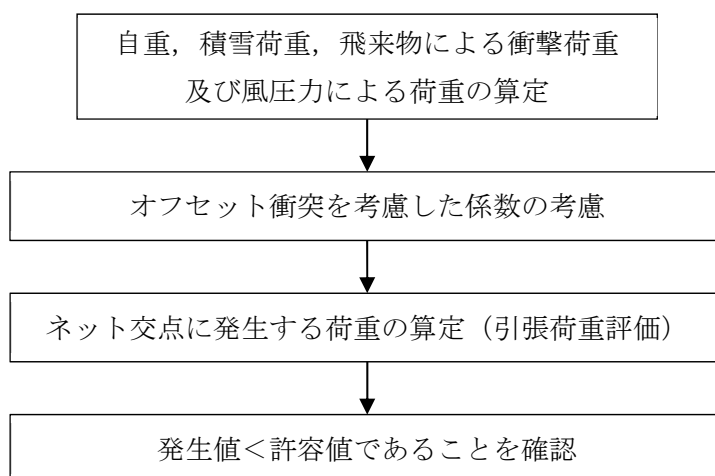 自重，積雪荷重，飛来物による衝撃荷重
及び風圧力による荷重の算定
オフセット衝突を考慮した係数の考慮
ネット交点に発生する荷重の算定（引張荷重評価）
発生値＜許容値であることを確認